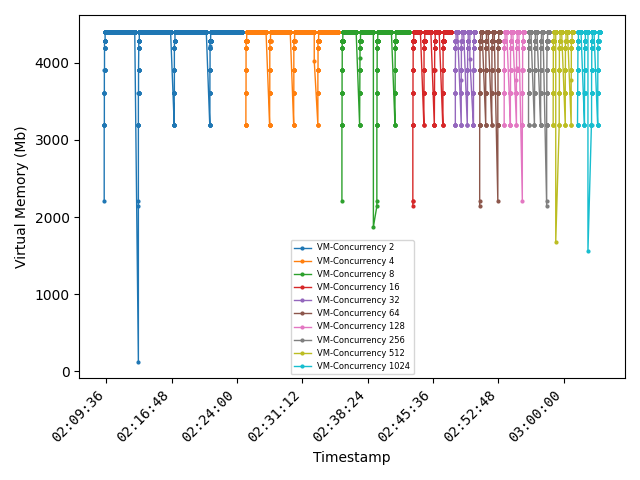 Virtual Memory (Mb)
4000
3000
2000
1000
0
VM-Concurrency 2
VM-Concurrency 4
VM-Concurrency 8
VM-Concurrency 16
VM-Concurrency 32
VM-Concurrency 64
VM-Concurrency 128
VM-Concurrency 256
VM-Concurrency 512
VM-Concurrency 1024
02:09:36
02:16:48
02:24:00
02:31:12
02:38:24
02:45:36
02:52:48
03:00:00
Timestamp